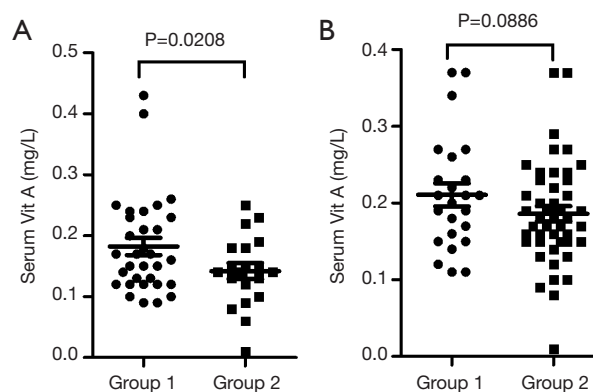 A
P=0.0208
Serum Vit A (mg/L)
0.5
0.4
0.3
0.2
0.1
0.0
Group 1 Group 2
B
P=0.0886
Serum Vit A (mg/L)
0.4
0.3
0.2
0.1
0.0
Group 1 Group 2